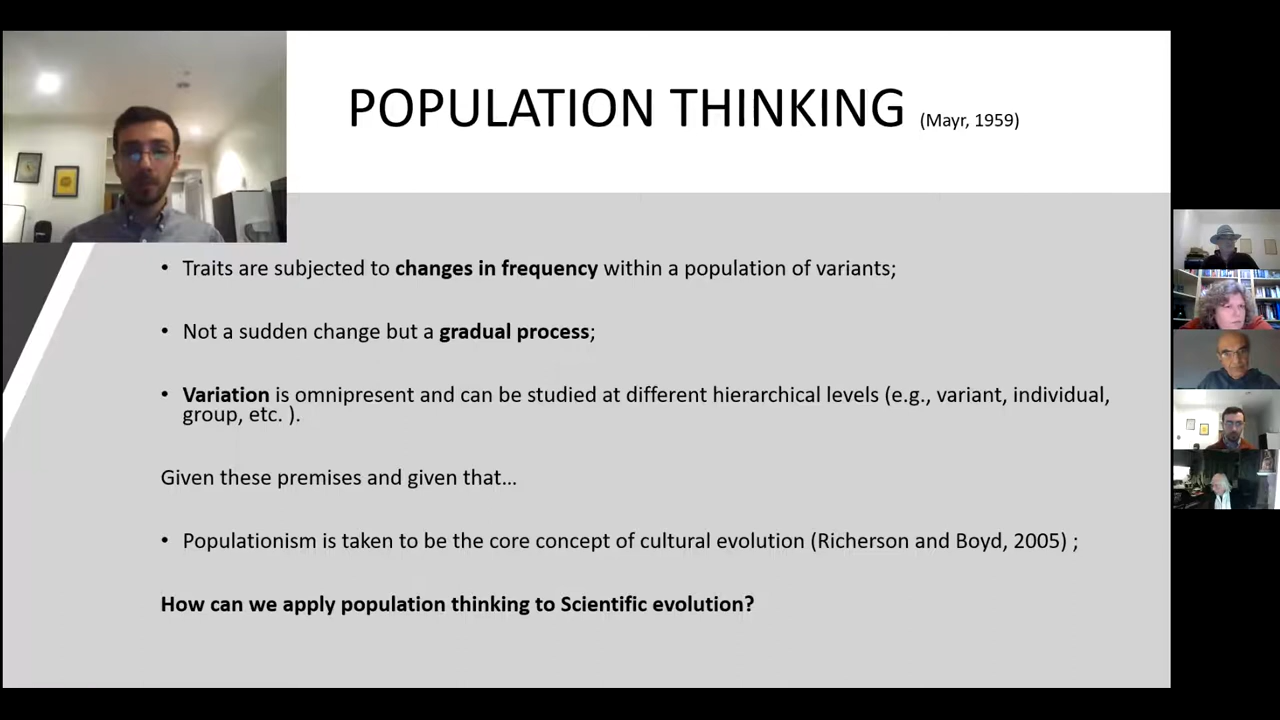 POPULATION THINKING (Mayr, 1959)
• Traits are subjected to changes in frequency within a population of variants;
• Not a sudden change but a gradual process;
• Variation is omnipresent and can be studied at different hierarchical levels (e.g., variant, individual,
group, etc. ).
Given these premises and given that...
• Populationism is taken to be the core concept of cultural evolution (Richerson and Boyd, 2005) ;
How can we apply population thinking to Scientific evolution?